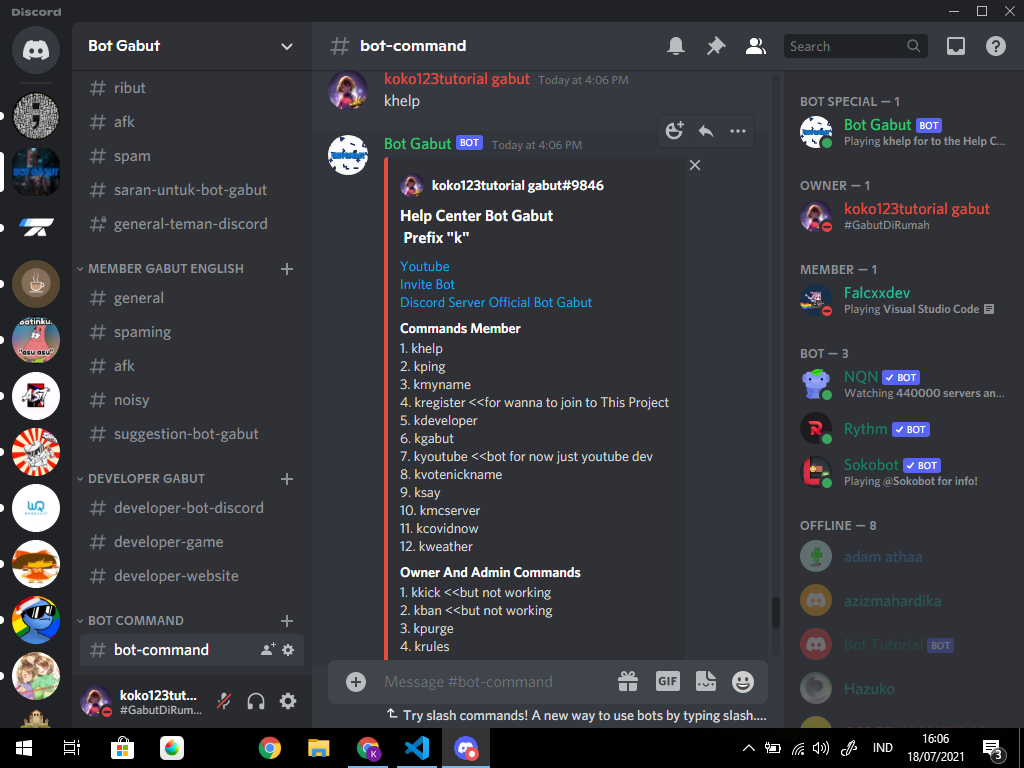 Discord
Bot Gabut
ribut
afk
spam
saran-untuk-bot-gabut
general-teman-discord
MEMBER GABUT ENGLISH
general
spaming
afk
noisy
suggestion-bot-gabut
DEVELOPER GABUT
developer-bot-discord
developer-game
developer-website
BOT COMMAND
bot-command
koko123tut...
#GabutDiRum...
bot-command
Search
koko123tutorial gabut Today at 4:06 PM
khelp
Bot Gabut BOT Today at 4:06 PM
koko123tutorial gabut#9846
Help Center Bot Gabut
Prefix "k"
Youtube
Invite Bot
Discord Server Official Bot Gabut
Commands Member
1. khelp
2. kping
3. kmyname
4. kregister <<for wanna to join to This Project
5. kdeveloper
6. kgabut
7. kyoutube <<bot for now just youtube dev
8. kvotenickname
9. ksay
10. kmcserver
11. kcovidnow
12. kweather
Owner And Admin Commands
1. kkick <<but not working
2. kban <<but not working
3. kpurge
4. krules
Message #bot-command
GIF
Try slash commands! A new way to use bots by typing slash....
BOT SPECIAL — 1
Bot Gabut BOT
Playing khelp for to the Help C...
OWNER — 1
koko123tutorial gabut
#GabutDiRumah
MEMBER — 1
Falcxxdev
Playing Visual Studio Code
BOT — 3
NQN BOT
Watching 440000 servers an...
Rythm BOT
Sokobot BOT
Playing @Sokobot for info!
OFFLINE — 8
adam athaa
azizmahardika
Bot Tutorial BOT
Hazuko
K
IND
16:06
18/07/2021
3